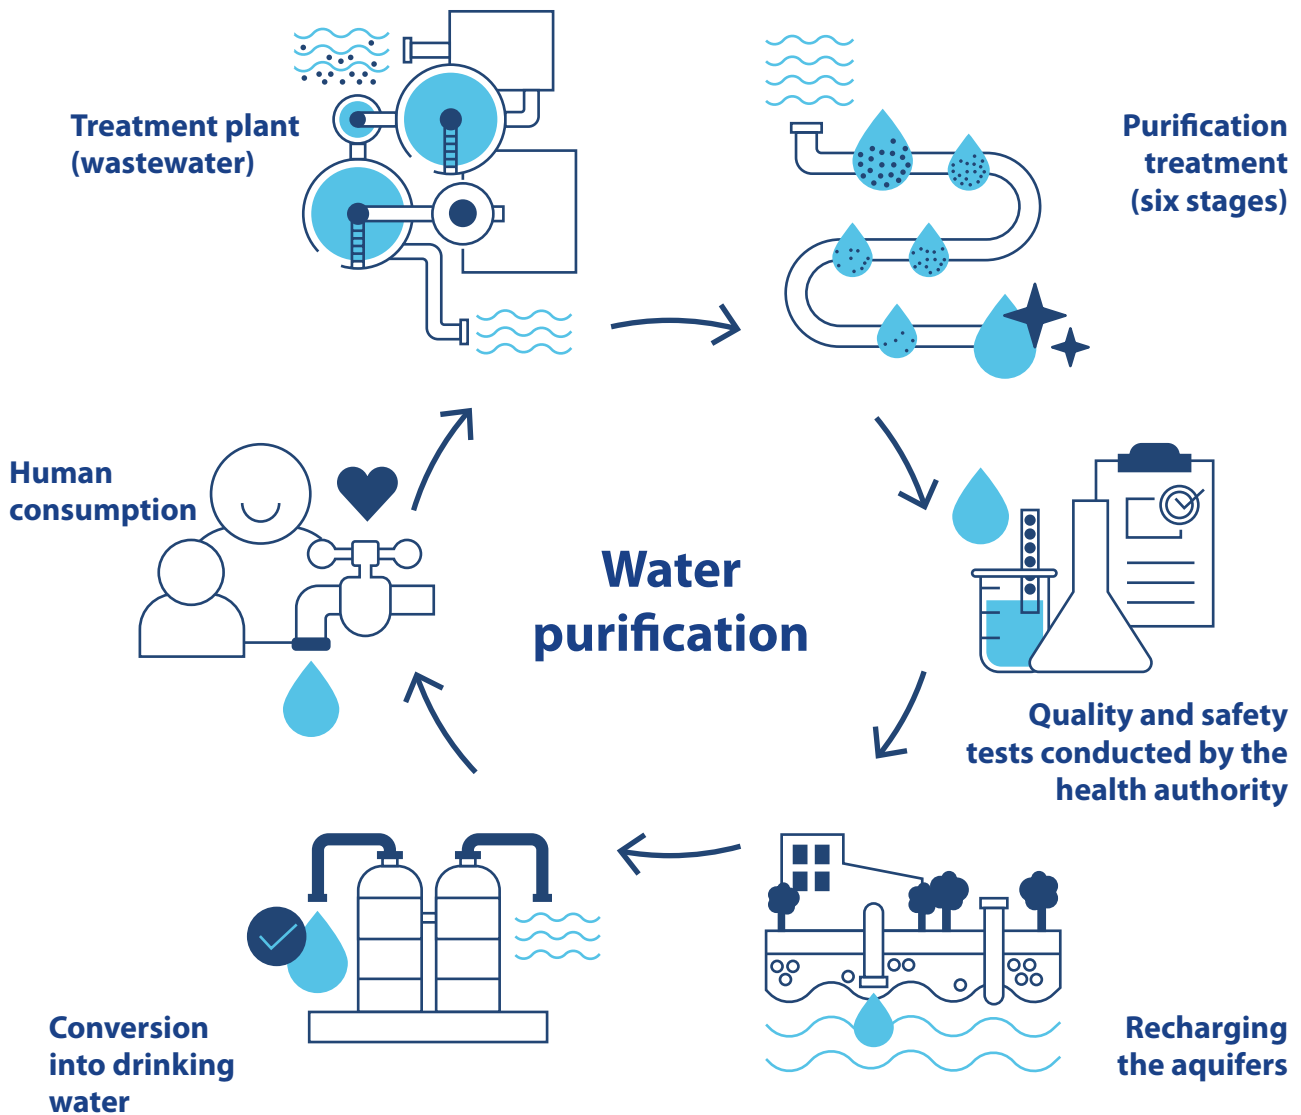 Treatment plant
(wastewater)
Purification
treatment
(six stages)
Human
consumption
Water
purification
Quality and safety
tests conducted by the
health authority
Conversion
into drinking
water
Recharging
the aquifers